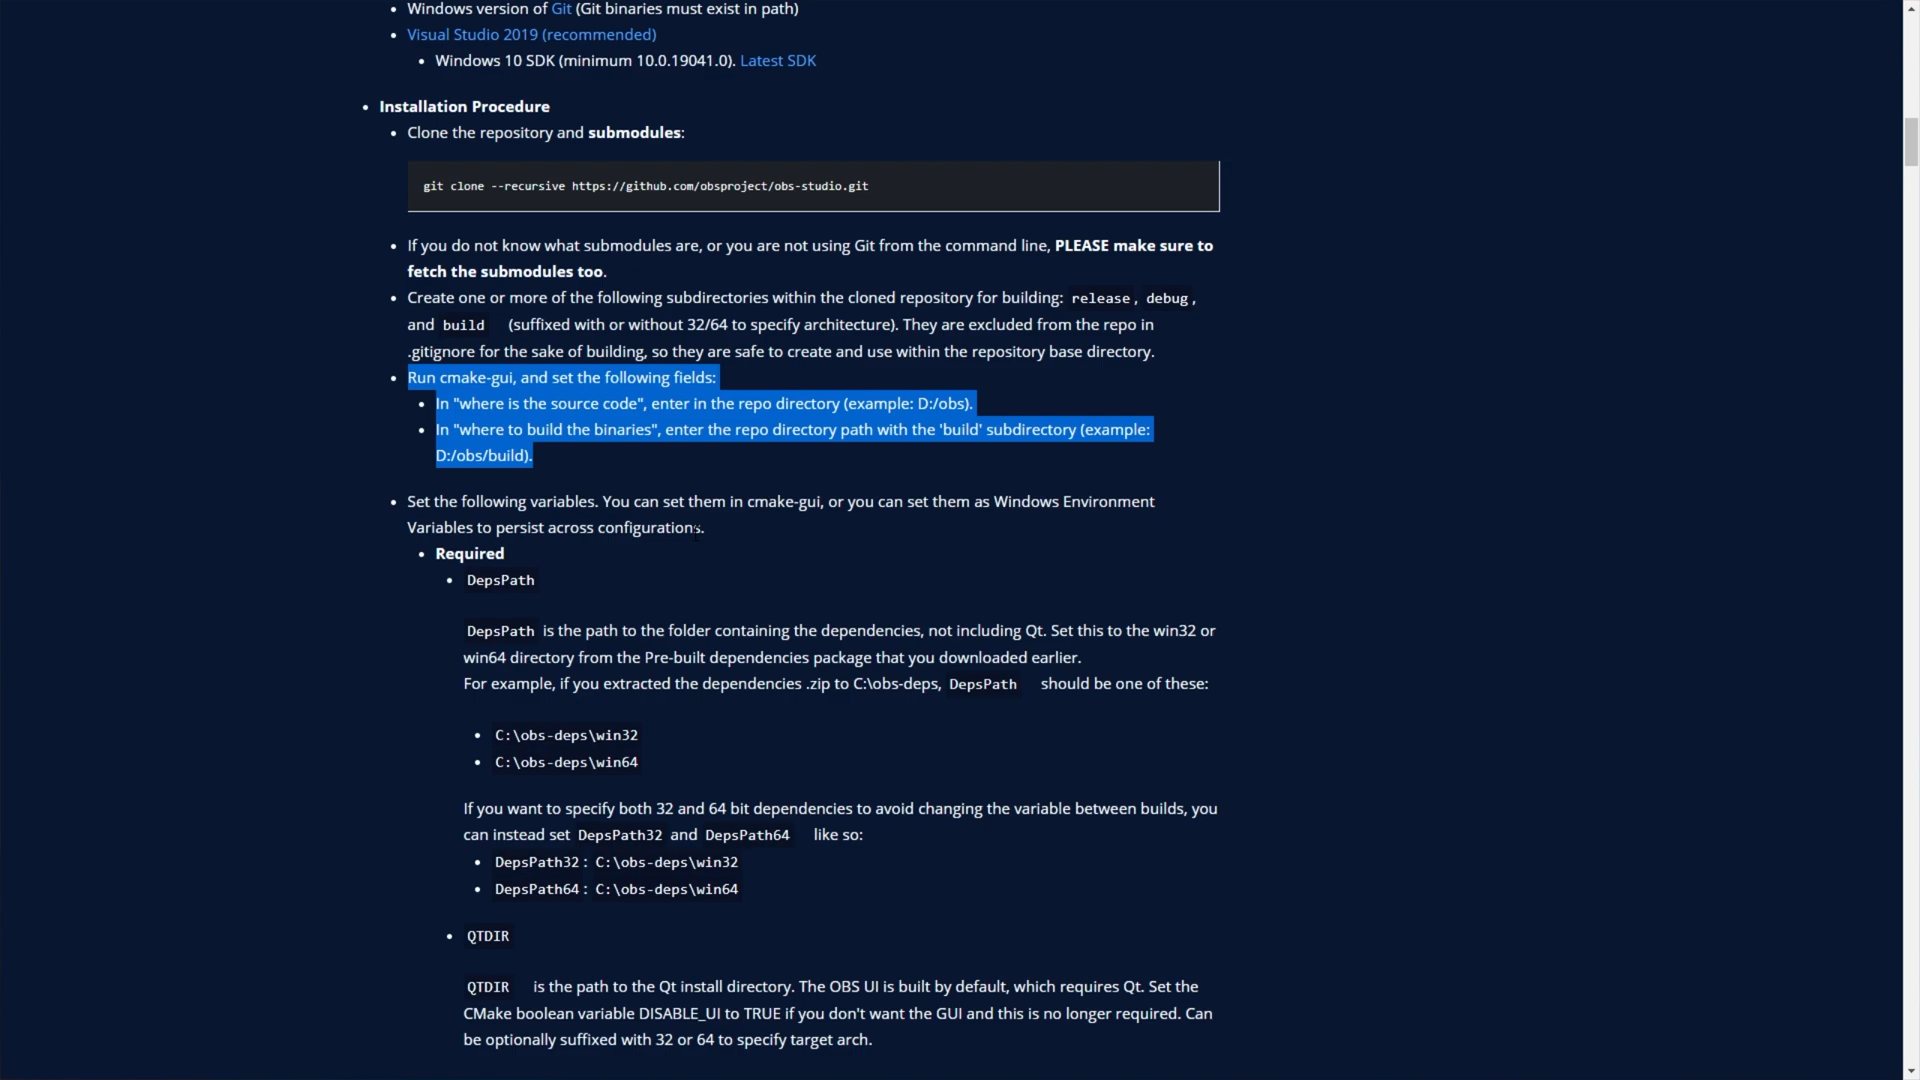 Windows version of Git (Git binaries must exist in path)
Visual Studio 2019 (recommended)
Windows 10 SDK (minimum 10.0.19041.0). Latest SDK
Installation Procedure
Clone the repository and submodules:
git clone --recursive https://github.com/obsproject/obs-studio.git
If you do not know what submodules are, or you are not using Git from the command line, PLEASE make sure to
fetch the submodules too.
Create one or more of the following subdirectories within the cloned repository for building: release, debug,
and build (suffixed with or without 32/64 to specify architecture). They are excluded from the repo in
.gitignore for the sake of building, so they are safe to create and use within the repository base directory.
Run cmake-gui, and set the following fields:
In "where is the source code", enter in the repo directory (example: D:/obs).
In "where to build the binaries", enter the repo directory path with the 'build' subdirectory (example:
D:/obs/build).
Set the following variables. You can set them in cmake-gui, or you can set them as Windows Environment
Variables to persist across configurations.
Required
DepsPath
DepsPath is the path to the folder containing the dependencies, not including Qt. Set this to the win32 or
win64 directory from the Pre-built dependencies package that you downloaded earlier.
For example, if you extracted the dependencies .zip to C:\obs-deps, DepsPath should be one of these:
C:\obs-deps\win32
C:\obs-deps\win64
If you want to specify both 32 and 64 bit dependencies to avoid changing the variable between builds, you
can instead set DepsPath32 and DepsPath64 like so:
DepsPath32: C:\obs-deps\win32
DepsPath64: C:\obs-deps\win64
QTDIR
QTDIR is the path to the Qt install directory. The OBS UI is built by default, which requires Qt. Set the
CMake boolean variable DISABLE_UI to TRUE if you don't want the GUI and this is no longer required. Can
be optionally suffixed with 32 or 64 to specify target arch.